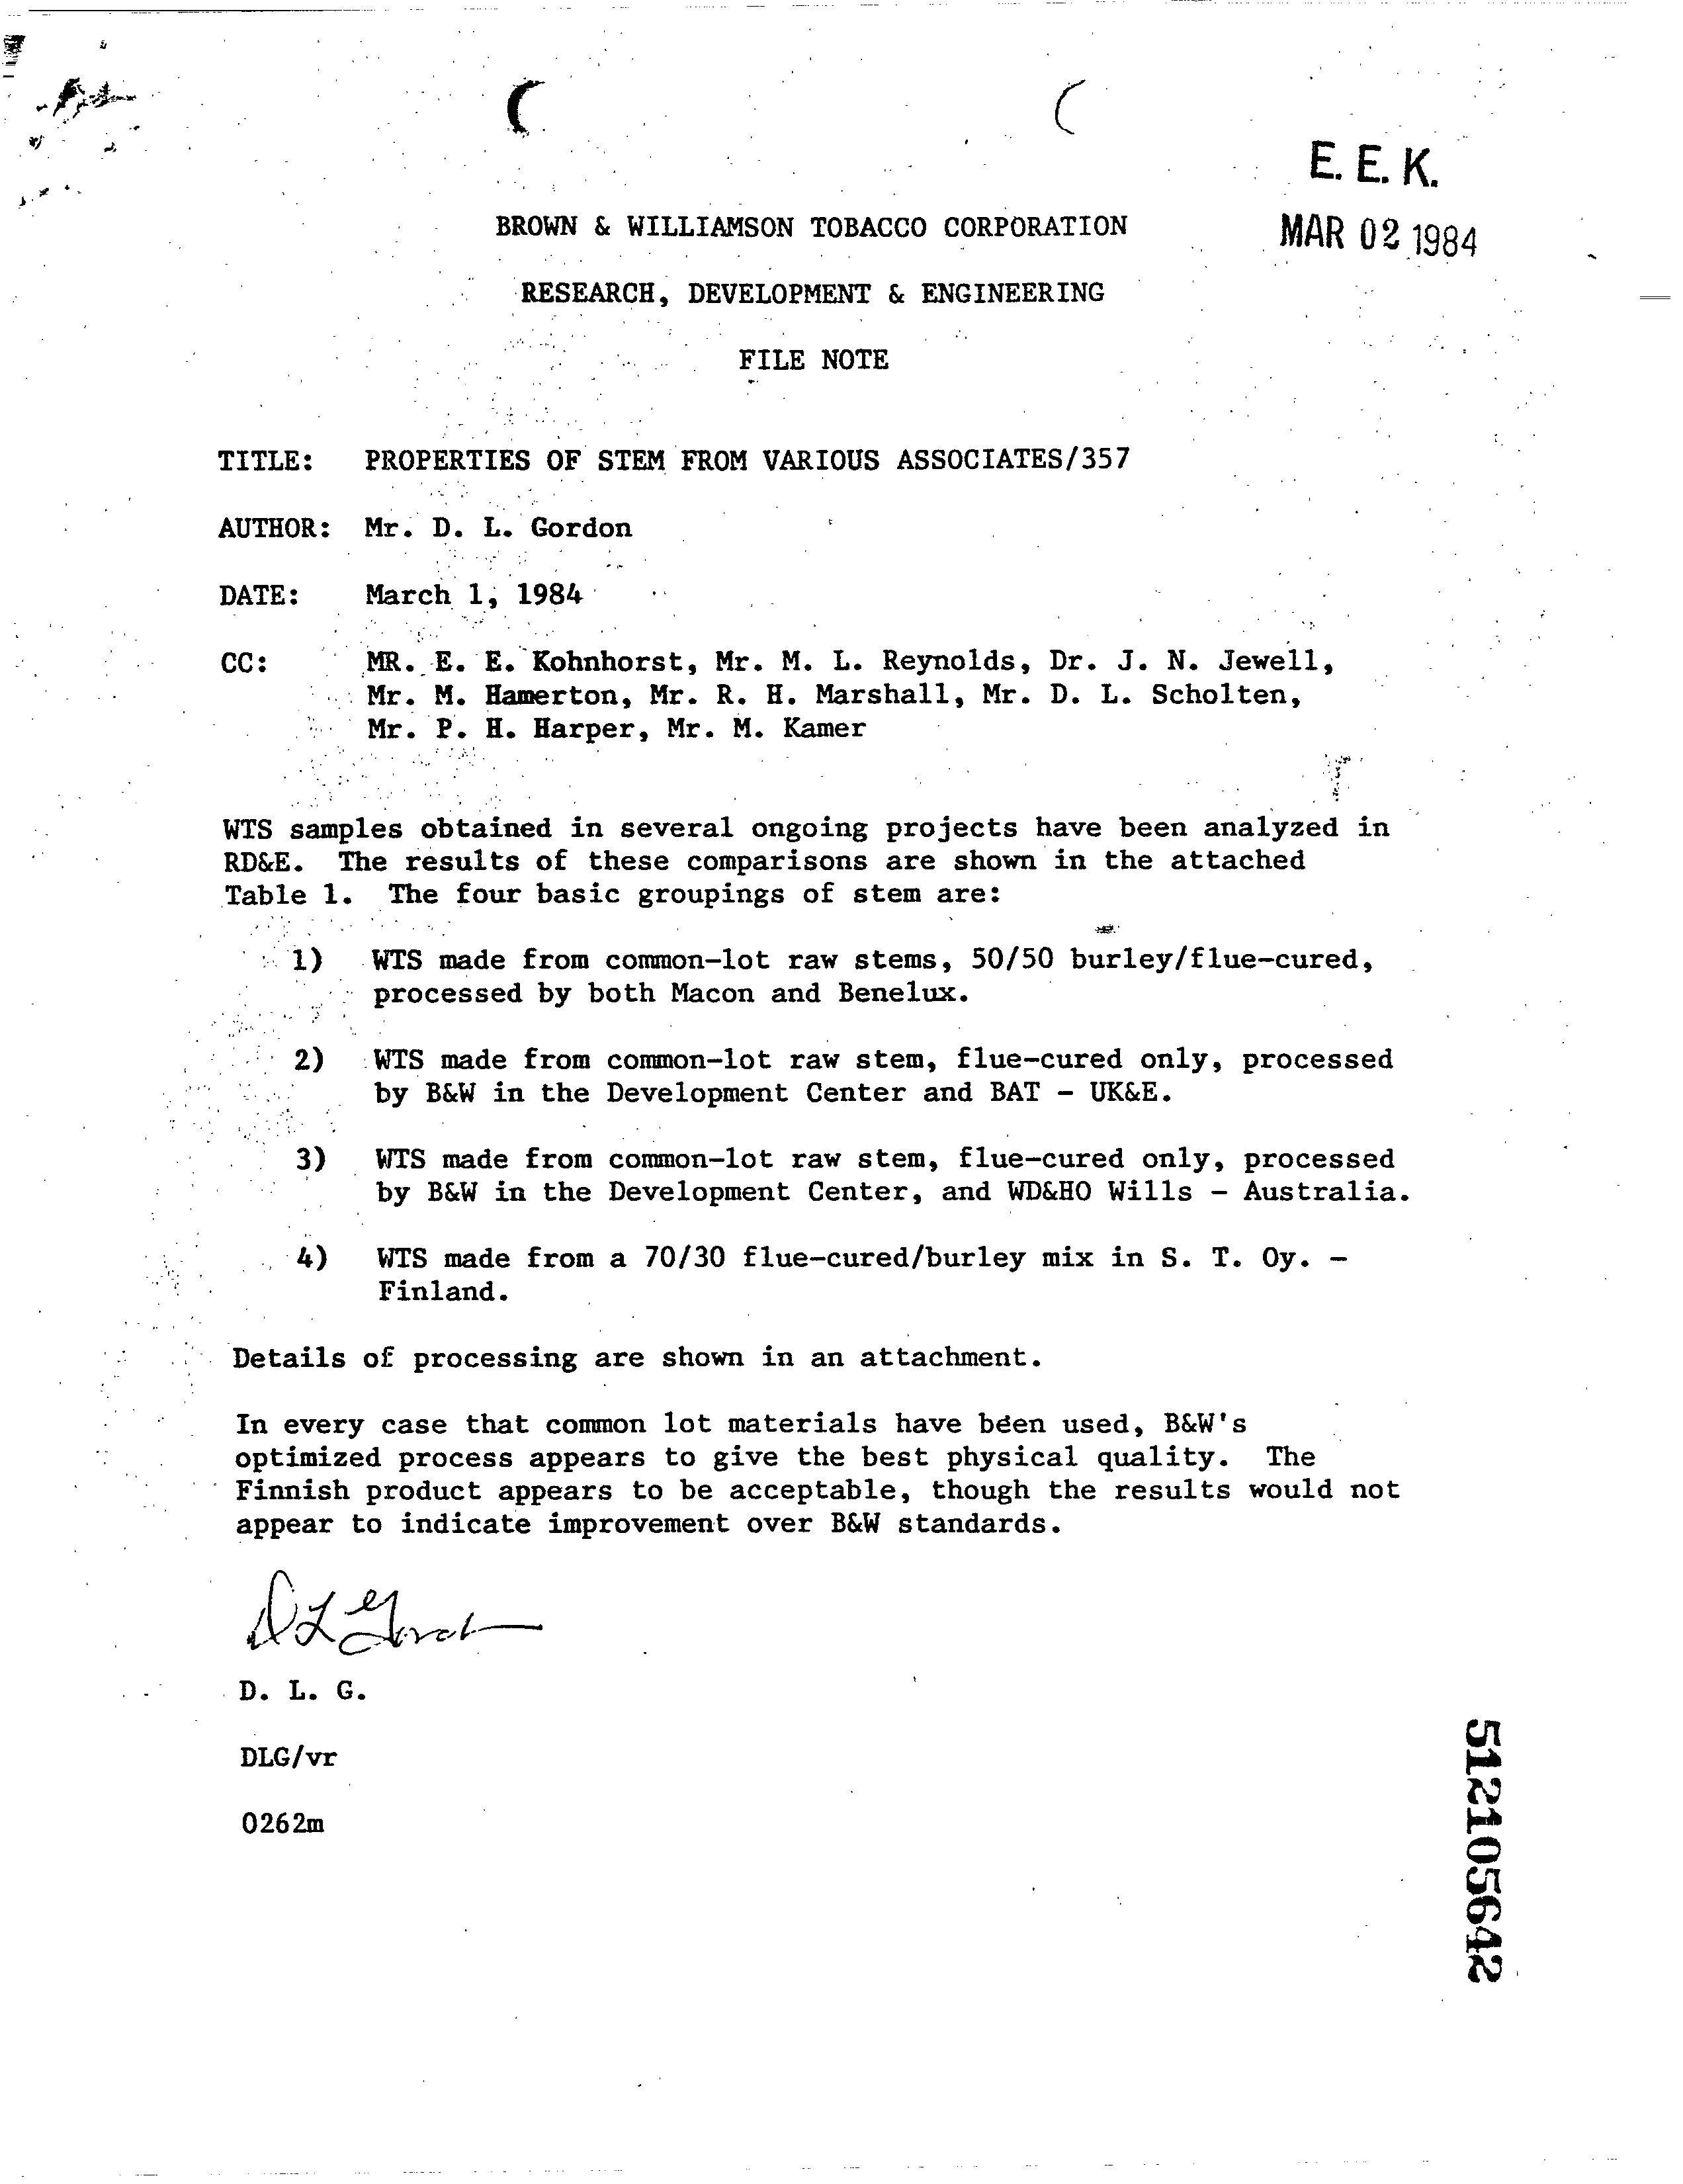 E. E. K.
MAR 02 1984
BROWN & WILLIAMSON TOBACCO CORPORATION
RESEARCH, DEVELOPMENT & ENGINEERING
FILE NOTE
TITLE: PROPERTIES OF STEM FROM VARIOUS ASSOCIATES/357
AUTHOR: Mr. D. L. Gordon
DATE: March 1, 1984
CC: MR. E. E. Kohnhorst, Mr. M. L. Reynolds, Dr. J. N. Jewell,
Mr. M. Hamerton, Mr. R. H. Marshall, Mr. D. L. Scholten,
Mr. P. H. Harper, Mr. M. Kamer
WTS samples obtained in several ongoing projects have been analyzed in
RD&E. The results of these comparisons are shown in the attached
Table 1. The four basic groupings of stem are:
1) WTS made from common-lot raw stems, 50/50 burley/flue-cured,
processed by both Macon and Benelux.
2) WTS made from common-lot raw stem, flue-cured only, processed
by B&W in the Development Center and BAT - UK&E.
3) WTS made from common-lot raw stem, flue-cured only, processed
by B&W in the Development Center, and WD&HO Wills - Australia.
4) WTS made from a 70/30 flue-cured/burley mix in S. T. Oy. -
Finland.
Details of processing are shown in an attachment.
In every case that common lot materials have been used, B&W's
optimized process appears to give the best physical quality. The
Finnish product appears to be acceptable, though the results would not
appear to indicate improvement over B&W standards.
D L Gordon
D. L. G.
DLG/vr
0262m
512105642